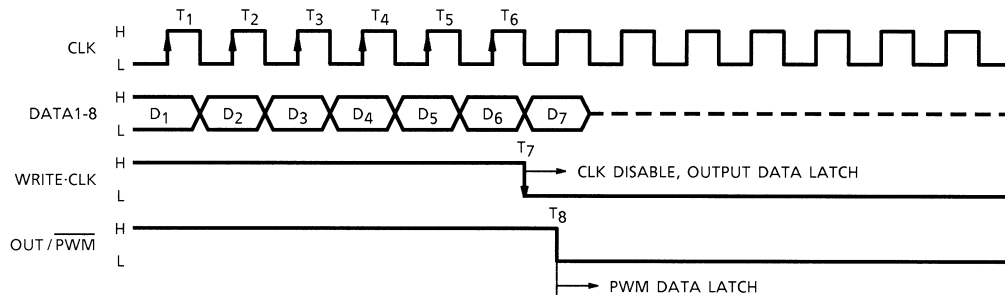 T1 T2 T3 T4 T5 T6
H
CLK
L
H
DATA1-8 D1 D2 D3 D4 D5 D6 D7
L
T7
H
WRITE·CLK CLK DISABLE, OUTPUT DATA LATCH
L
T8
H
OUT / PWM
L
PWM DATA LATCH